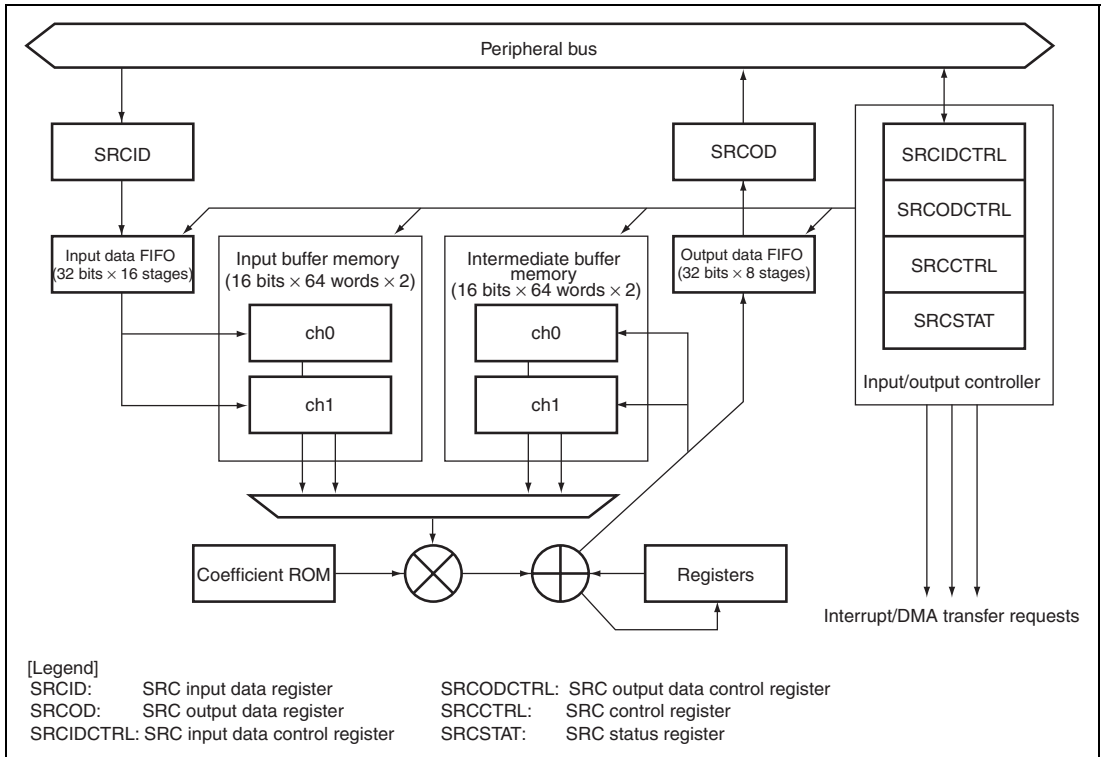 Peripheral bus
SRCID
SRCOD
SRCIDCTRL
SRCODCTRL
SRCCTRL
SRCSTAT
Input/output controller
Input data FIFO
(32 bits × 16 stages)
Input buffer memory
(16 bits × 64 words × 2)
ch0
ch1
Intermediate buffer
memory
(16 bits × 64 words × 2)
ch0
ch1
Output data FIFO
(32 bits × 8 stages)
Coefficient ROM
Registers
Interrupt/DMA transfer requests
[Legend]
SRCID: SRC input data register
SRCOD: SRC output data register
SRCIDCTRL: SRC input data control register
SRCODCTRL: SRC output data control register
SRCCTRL: SRC control register
SRCSTAT: SRC status register